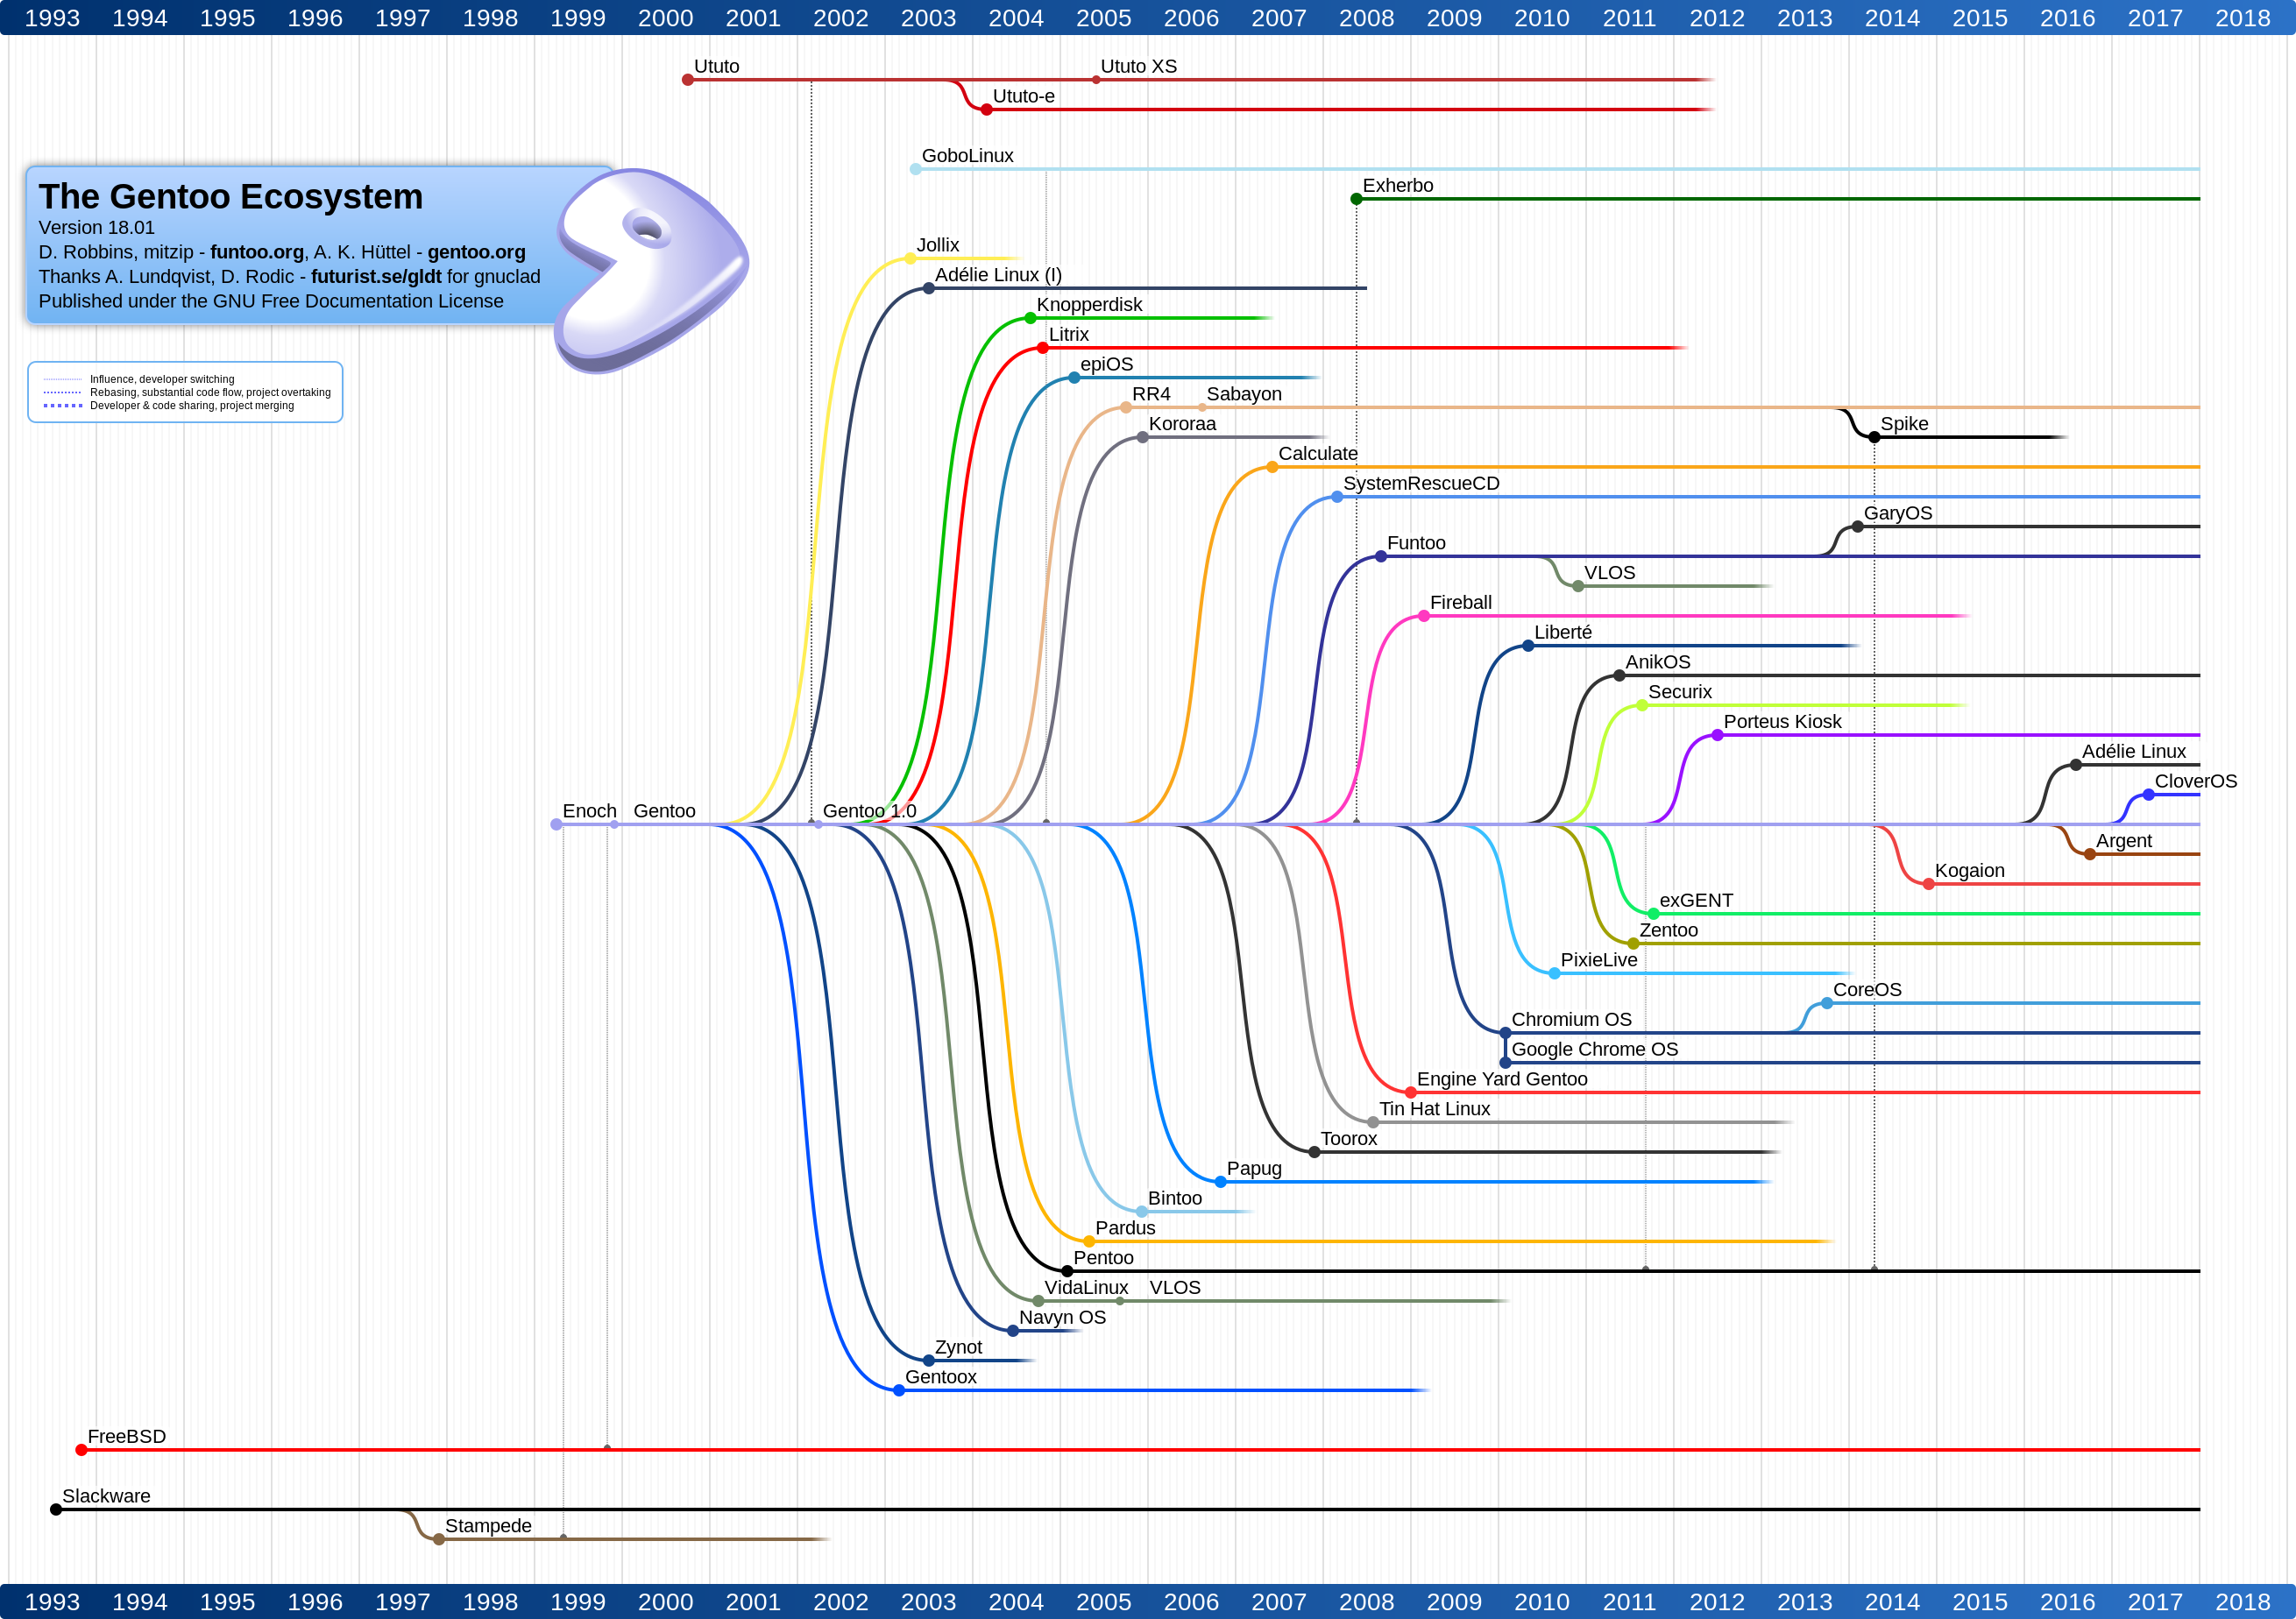 1993 1994 1995 1996 1997 1998 1999 2000 2001 2002 2003 2004 2005 2006 2007 2008 2009 2010 2011 2012 2013 2014 2015 2016 2017 2018
Ututo
Ututo XS
Ututo-e
GoboLinux
The Gentoo Ecosystem
Version 18.01
D. Robbins, mitzip - funtoo.org, A. K. Hüttel - gentoo.org
Thanks A. Lundqvist, D. Rodic - futurist.se/gldt for gnuclad
Published under the GNU Free Documentation License
Exherbo
Jollix
Adélie Linux (I)
Knopperdisk
Litrix
epiOS
Influence, developer switching
Rebasing, substantial code flow, project overtaking
Developer & code sharing, project merging
RR4
Sabayon
Kororaa
Spike
Calculate
SystemRescueCD
GaryOS
Funtoo
VLOS
Fireball
Liberté
AnikOS
Securix
Porteus Kiosk
Adélie Linux
CloverOS
Enoch
Gentoo
Gentoo 1.0
Argent
Kogaion
exGENT
Zentoo
PixieLive
CoreOS
Chromium OS
Google Chrome OS
Engine Yard Gentoo
Tin Hat Linux
Toorox
Papug
Bintoo
Pardus
Pentoo
VidaLinux
VLOS
Navyn OS
Zynot
Gentoox
FreeBSD
Slackware
Stampede
1993 1994 1995 1996 1997 1998 1999 2000 2001 2002 2003 2004 2005 2006 2007 2008 2009 2010 2011 2012 2013 2014 2015 2016 2017 2018